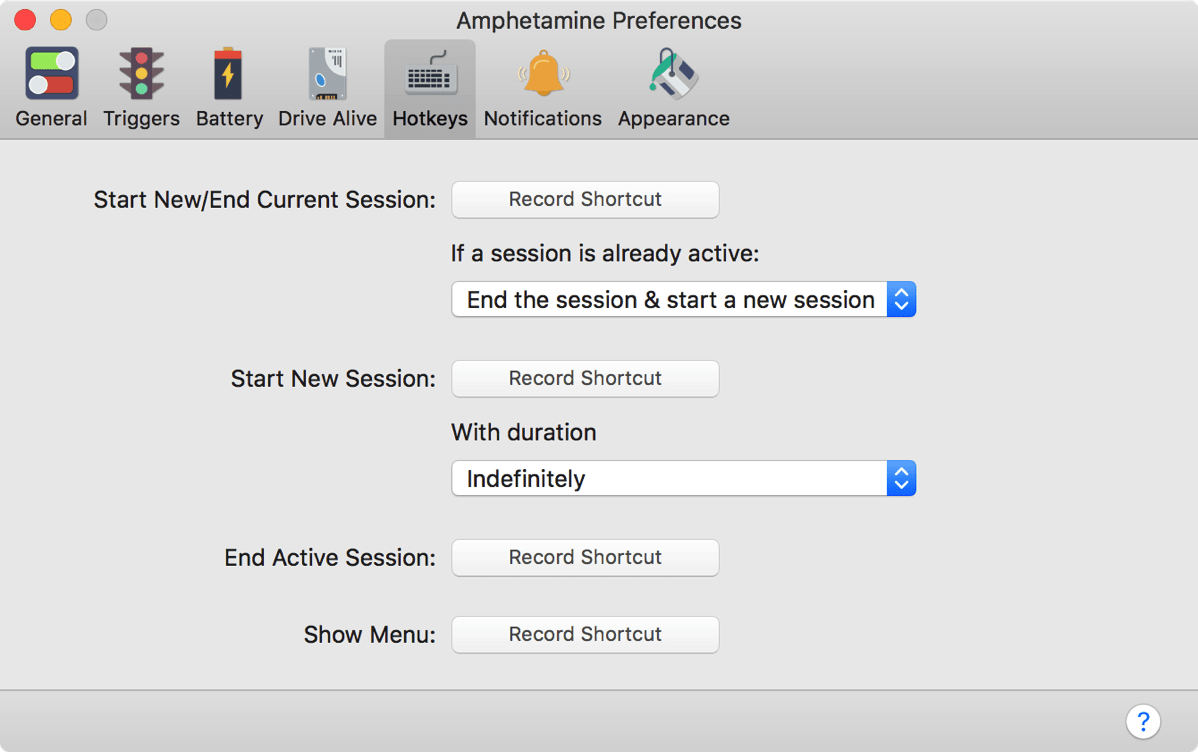 Amphetamine Preferences
General Triggers Battery Drive Alive Hotkeys Notifications Appearance
Start New/End Current Session: Record Shortcut
If a session is already active:
End the session & start a new session
Start New Session: Record Shortcut
With duration
Indefinitely
End Active Session: Record Shortcut
Show Menu: Record Shortcut
?